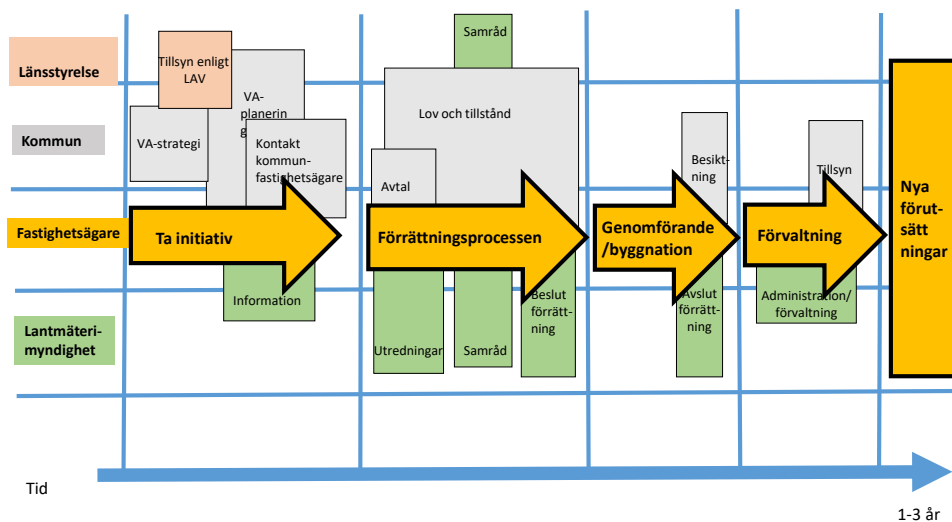 Länsstyrelse
Tillsyn enligt
LAV
Samråd
Kommun
VA-strategi
VA-
planerin
g
Kontakt
kommun-
fastighetsägare
Lov och tillstånd
Avtal
Besikt-
ning
Tillsyn
Fastighetsägare
Ta initiativ
Förrättningsprocessen
Genomförande
/byggnation
Förvaltning
Nya
förut-
sätt
ningar
Lantmäteri-
myndighet
Information
Utredningar
Samråd
Beslut
förrätt-
ning
Avslut
förrätt-
ning
Administration/
förvaltning
Tid
1-3 år